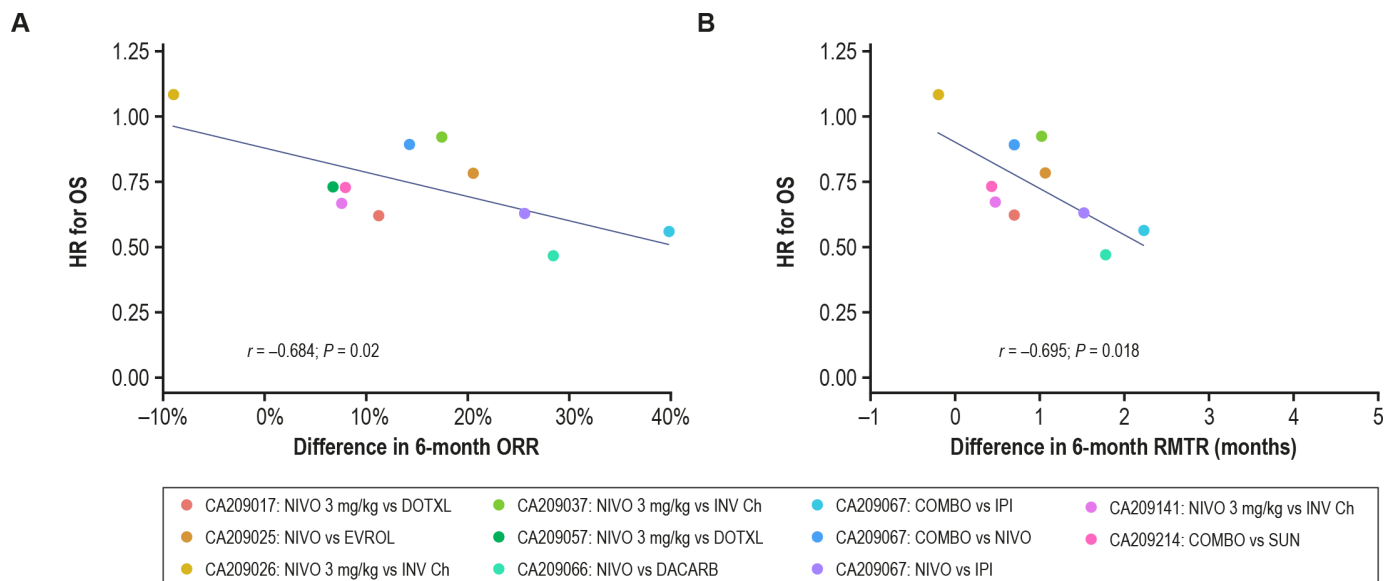 A
HR for OS
1.25
1.00
0.75
0.50
0.25
0.00
r = –0.684; P = 0.02
–10%
0%
10%
20%
30%
40%
Difference in 6-month ORR
B
HR for OS
1.25
1.00
0.75
0.50
0.25
0.00
r = –0.695; P = 0.018
–1
0
1
2
3
4
5
Difference in 6-month RMTR (months)
CA209017: NIVO 3 mg/kg vs DOTXL
CA209025: NIVO vs EVROL
CA209026: NIVO 3 mg/kg vs INV Ch
CA209037: NIVO 3 mg/kg vs INV Ch
CA209057: NIVO 3 mg/kg vs DOTXL
CA209066: NIVO vs DACARB
CA209067: COMBO vs IPI
CA209067: COMBO vs NIVO
CA209067: NIVO vs IPI
CA209141: NIVO 3 mg/kg vs INV Ch
CA209214: COMBO vs SUN